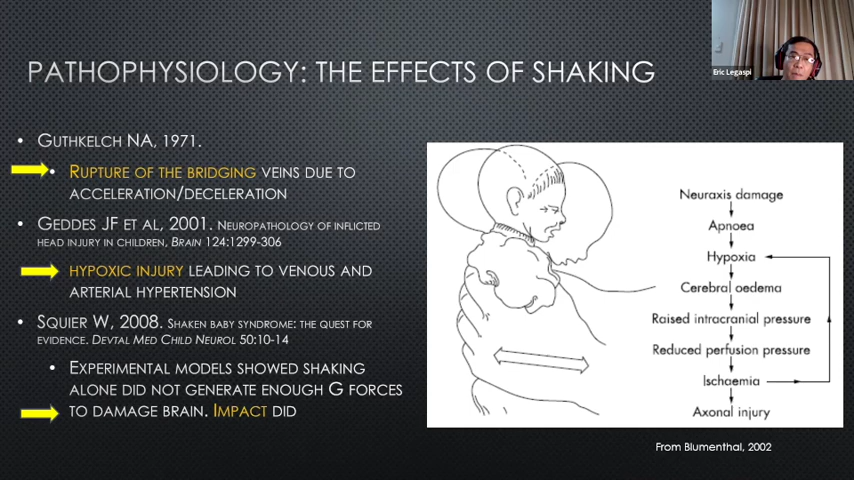 Eric Legaspi
PATHOPHYSIOLOGY: THE EFFECTS OF SHAKING
• GUTHKELCH NA, 1971.
• RUPTURE OF THE BRIDGING VEINS DUE TO
ACCELERATION/DECELERATION
• GEDDES JF ET AL, 2001. NEUROPATHOLOGY OF INFLICTED
HEAD INJURY IN CHILDREN, BRAIN 124:1299-306
HYPOXIC INJURY LEADING TO VENOUS AND
ARTERIAL HYPERTENSION
• SQUIER W, 2008. SHAKEN BABY SYNDROME: THE QUEST FOR
EVIDENCE. DEVTAL MED CHILD NEUROL 50:10-14
• EXPERIMENTAL MODELS SHOWED SHAKING
ALONE DID NOT GENERATE ENOUGH G FORCES
TO DAMAGE BRAIN. IMPACT DID
Neuraxis damage
Apnoea
Hypoxia
Cerebral oedema
Raised intracranial pressure
Reduced perfusion pressure
Ischaemia
Axonal injury
From Blumenthal, 2002